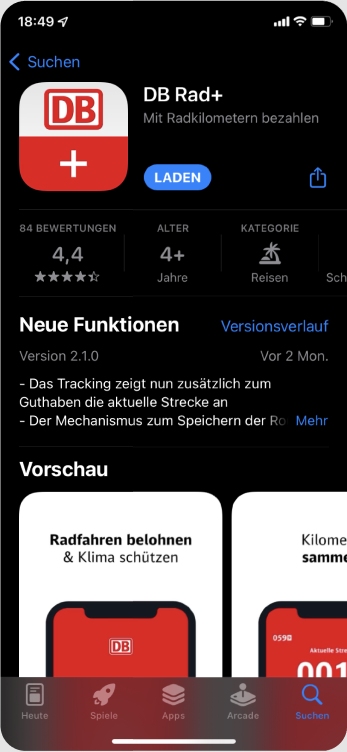 18:49
Suchen
DB
DB Rad+
Mit Radkilometern bezahlen
+
LADEN
84 BEWERTUNGEN
ALTER
KATEGORIE
4,4
4+
Jahre
Reisen
Sch
Neue Funktionen
Versionsverlauf
Version 2.1.0
Vor 2 Mon.
- Das Tracking zeigt nun zusätzlich zum
Guthaben die aktuelle Strecke an
- Der Mechanismus zum Speichern der Ro
Mehr
Vorschau
Radfahren belohnen
& Klima schützen
Kilome
samme
DB
Aktuelle Stre
001
Heute
Spiele
Apps
Arcade
Suchen